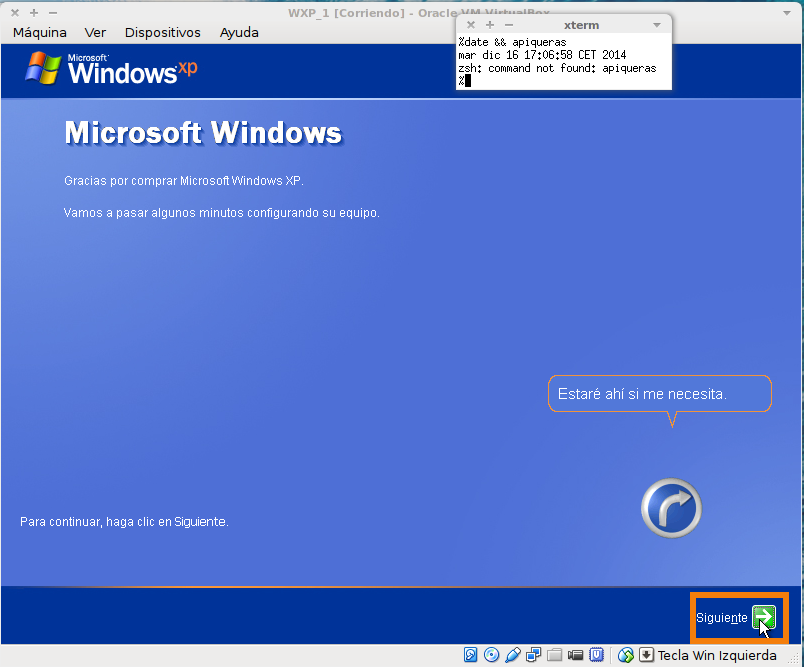 WXP_1 [Corriendo] - Oracle VM VirtualBox
Máquina Ver Dispositivos Ayuda
xterm
%date && apiqueras
mar dic 16 17:06:58 CET 2014
zsh: command not found: apiqueras
%
Microsoft
Windows xp
Microsoft Windows
Gracias por comprar Microsoft Windows XP.
Vamos a pasar algunos minutos configurando su equipo.
Estaré ahí si me necesita.
Para continuar, haga clic en Siguiente.
Siguiente
Tecla Win Izquierda